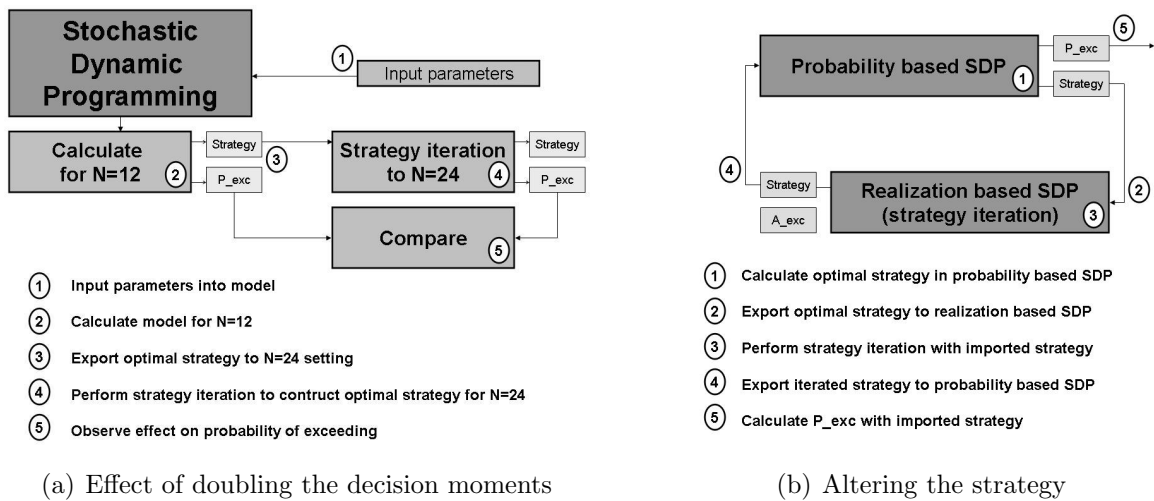 Stochastic
Dynamic
Programming
1
Input parameters
Calculate
for N=12
2
Strategy
P_exc
3
Strategy iteration
to N=24
4
Strategy
P_exc
Compare
5
1 Input parameters into model
2 Calculate model for N=12
3 Export optimal strategy to N=24 setting
4 Perform strategy iteration to contruct optimal strategy for N=24
5 Observe effect on probability of exceeding
(a) Effect of doubling the decision moments
Probability based SDP
1
P_exc
5
Strategy
4
Strategy
A_exc
Realization based SDP
(strategy iteration)
3
2
1 Calculate optimal strategy in probability based SDP
2 Export optimal strategy to realization based SDP
3 Perform strategy iteration with imported strategy
4 Export iterated strategy to probability based SDP
5 Calculate P_exc with imported strategy
(b) Altering the strategy